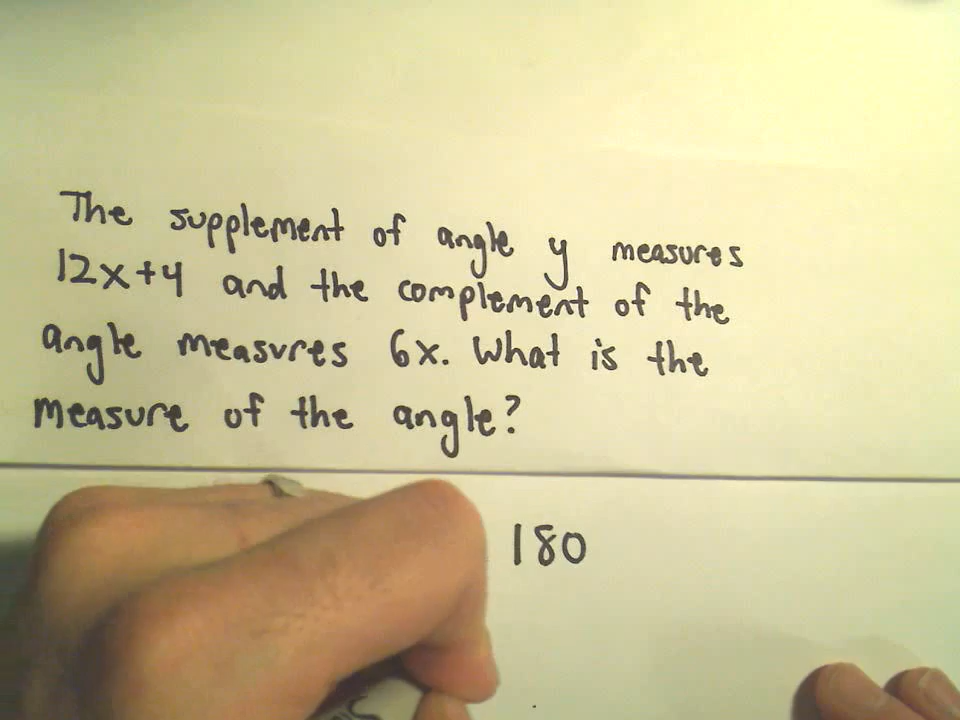 The supplement of angle y measures
12x+4 and the complement of the
angle measures 6x. What is the
measure of the angle?
180